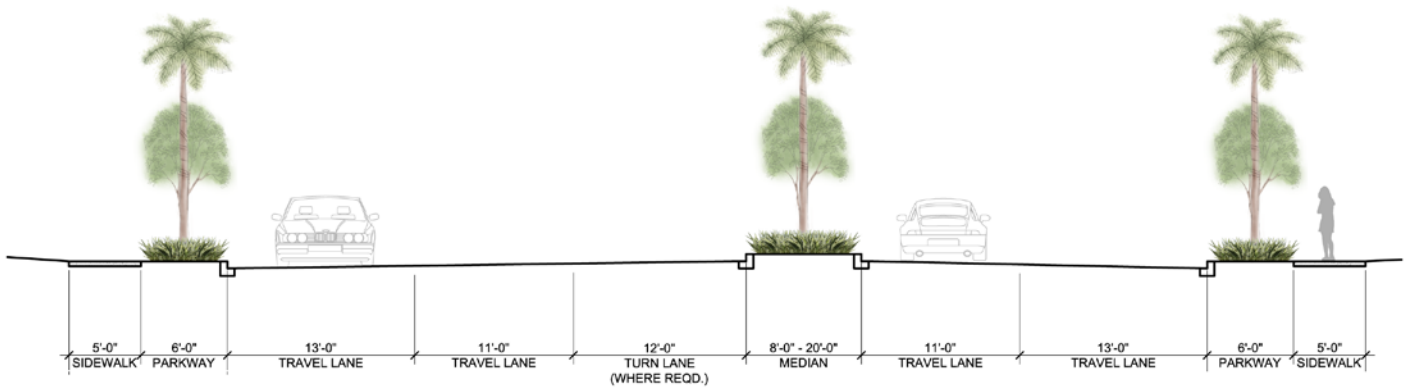 5'-0"
SIDEWALK
6'-0"
PARKWAY
13'-0"
TRAVEL LANE
11'-0"
TRAVEL LANE
12'-0"
TURN LANE
(WHERE REQD.)
8'-0" - 20'-0"
MEDIAN
11'-0"
TRAVEL LANE
13'-0"
TRAVEL LANE
6'-0"
PARKWAY
5'-0"
SIDEWALK